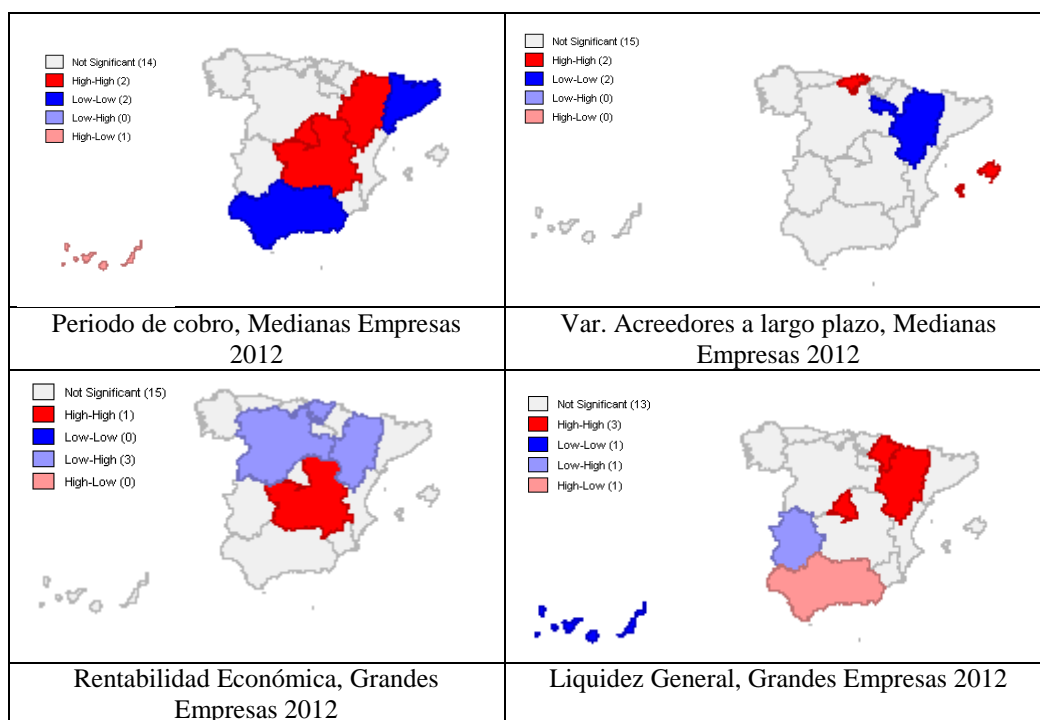 Not Significant (14)
High-High (2)
Low-Low (2)
Low-High (0)
High-Low (1)
Periodo de cobro, Medianas Empresas
2012
Not Significant (15)
High-High (2)
Low-Low (2)
Low-High (0)
High-Low (0)
Var. Acreedores a largo plazo, Medianas
Empresas 2012
Not Significant (15)
High-High (1)
Low-Low (0)
Low-High (3)
High-Low (0)
Rentabilidad Económica, Grandes
Empresas 2012
Not Significant (13)
High-High (3)
Low-Low (1)
Low-High (1)
High-Low (1)
Liquidez General, Grandes Empresas 2012